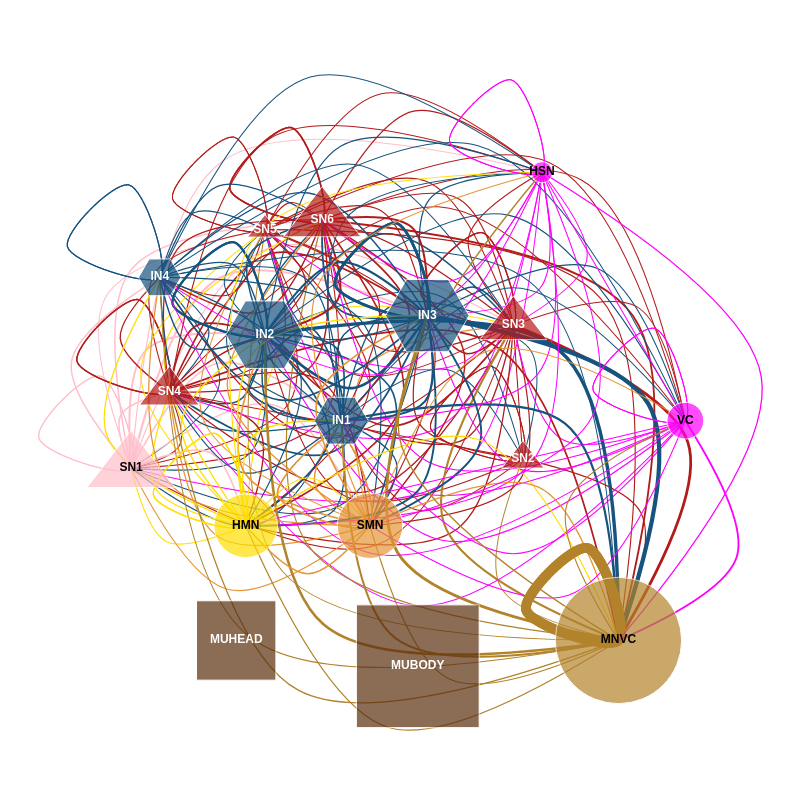 HSN
SN6
SN5
IN4
IN3
SN3
IN2
SN4
IN1
VC
SN2
SN1
HMN
SMN
MUHEAD
MNVC
MUBODY